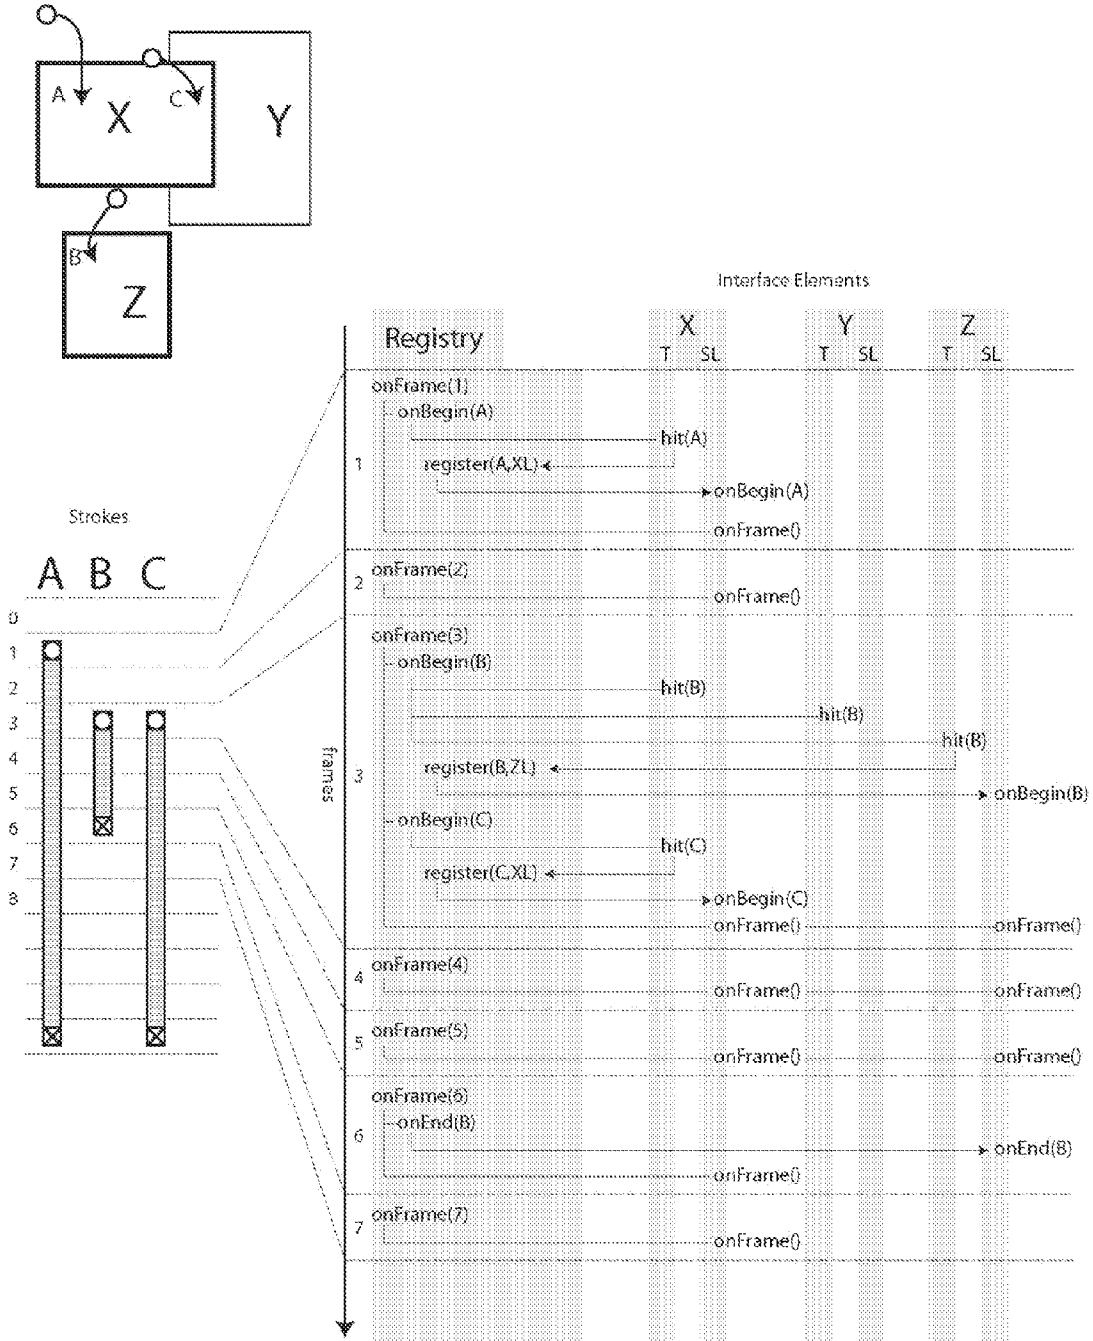 A
X
C
Y
B
Z
Interface Elements
Registry
X
Y
Z
T SL
T SL
T SL
onFrame(1)
onBegin(A)
hit(A)
1
register(A,XL)
onBegin(A)
onFrame()
Strokes
A B C
0
1
2
3
4
5
6
7
8
frames
2
onFrame(2)
onFrame()
onFrame(3)
onBegin(B)
hit(B)
hit(B)
hit(B)
3
register(B,ZL)
onBegin(B)
onBegin(C)
hit(C)
register(C,XL)
onBegin(C)
onFrame() onFrame()
4
onFrame(4)
onFrame() onFrame()
5
onFrame(5)
onFrame() onFrame()
onFrame(6)
onEnd(B)
6
onEnd(B)
onFrame()
7
onFrame(7)
onFrame()